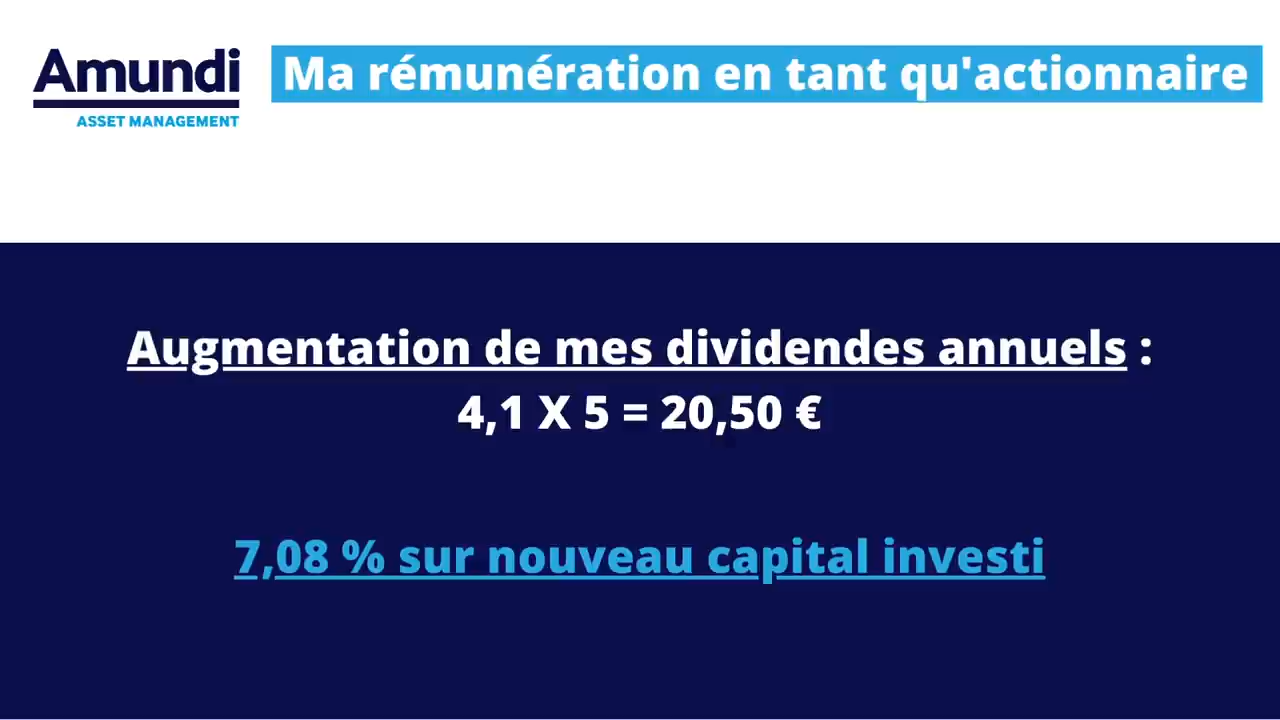 Amundi
ASSET MANAGEMENT
Ma rémunération en tant qu'actionnaire
Augmentation de mes dividendes annuels :
4,1 X 5 = 20,50 €
7,08 % sur nouveau capital investi